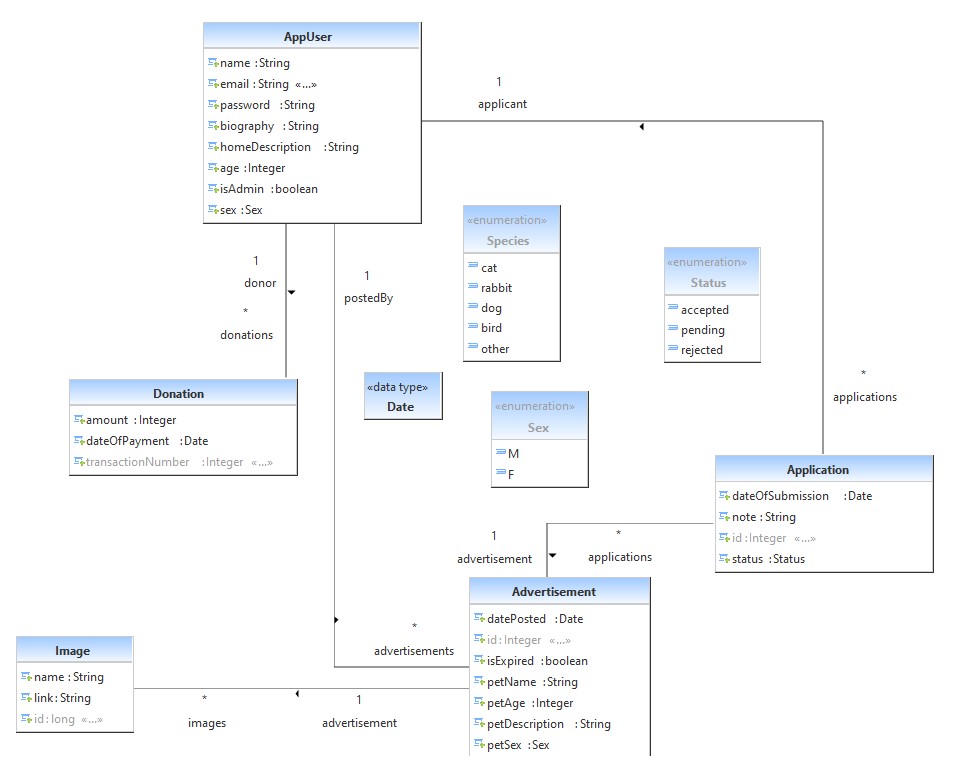 AppUser
name :String
email :String «...»
password :String
biography :String
homeDescription :String
age :Integer
isAdmin :boolean
sex :Sex
1
applicant
1
donor
*
donations
1
postedBy
«enumeration»
Species
cat
rabbit
dog
bird
other
«enumeration»
Status
accepted
pending
rejected
«data type»
Date
«enumeration»
Sex
M
F
*
applications
Donation
amount :Integer
dateOfPayment :Date
transactionNumber :Integer «...»
Application
dateOfSubmission :Date
note :String
id :Integer «...»
status :Status
1
advertisement
*
applications
*
advertisements
Advertisement
datePosted :Date
id :Integer «...»
isExpired :boolean
petName :String
petAge :Integer
petDescription :String
petSex :Sex
Image
name :String
link :String
id :long «...»
*
images
1
advertisement